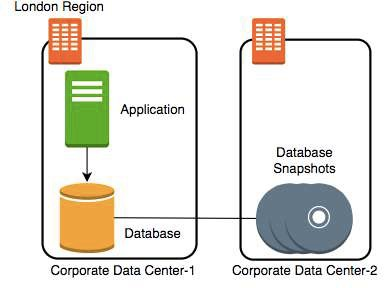 London Region
Application
Database
Snapshots
Database
Corporate Data Center-1
Corporate Data Center-2